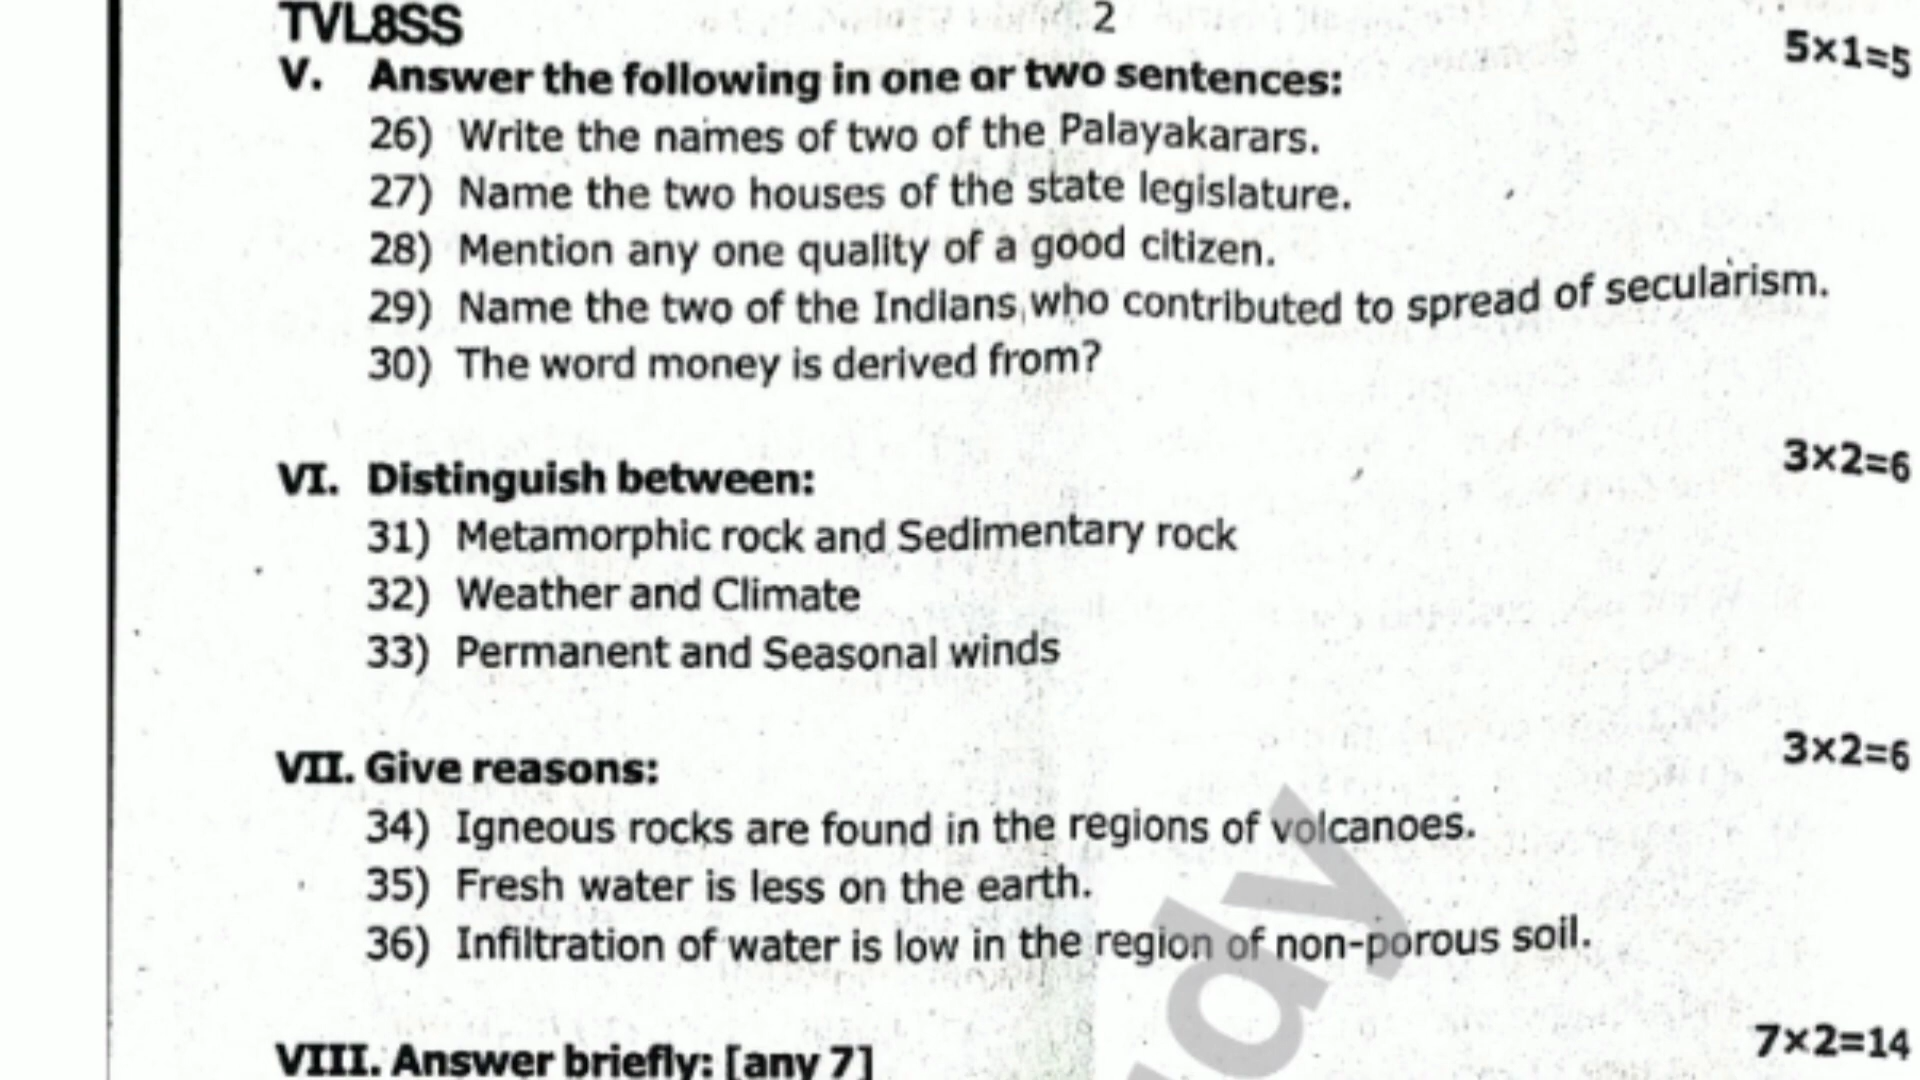 TVL8SS 2
V. Answer the following in one or two sentences: 5×1=5
26) Write the names of two of the Palayakarars.
27) Name the two houses of the state legislature.
28) Mention any one quality of a good citizen.
29) Name the two of the Indians who contributed to spread of secularism.
30) The word money is derived from?
VI. Distinguish between: 3×2=6
31) Metamorphic rock and Sedimentary rock
32) Weather and Climate
33) Permanent and Seasonal winds
VII. Give reasons: 3×2=6
34) Igneous rocks are found in the regions of volcanoes.
35) Fresh water is less on the earth.
36) Infiltration of water is low in the region of non-porous soil.
VIII. Answer briefly: [any 7] 7×2=14